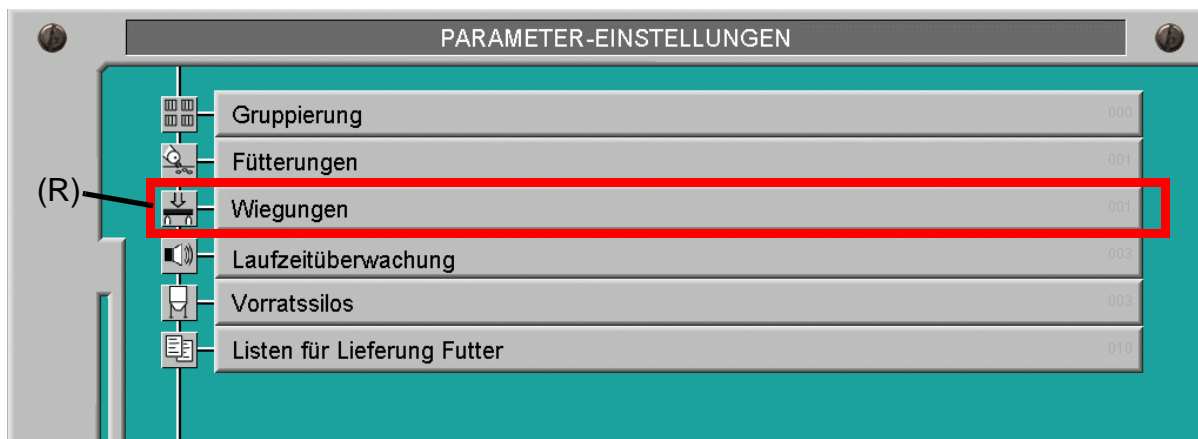 PARAMETER-EINSTELLUNGEN
Gruppierung 000
Fütterungen 001
(R) Wiegungen 001
Laufzeitüberwachung 003
Vorratssilos 003
Listen für Lieferung Futter 010